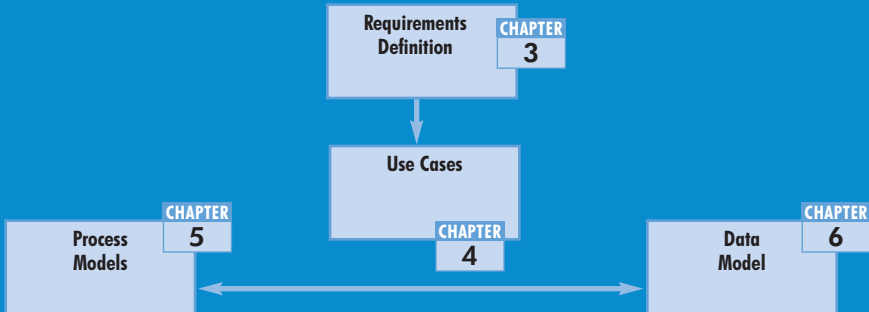 Requirements
Definition
CHAPTER
3
Use Cases
CHAPTER
4
Process
Models
CHAPTER
5
Data
Model
CHAPTER
6